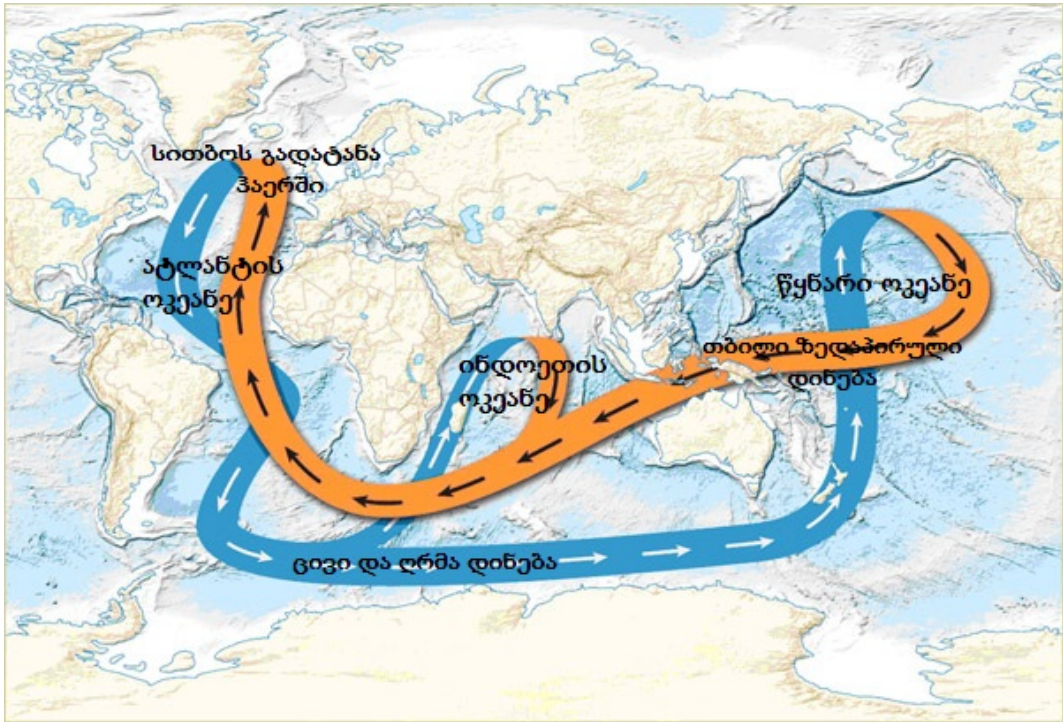 სითბოს გადატანა
ჰაერში
ატლანტის
ოკეანე
წყნარი ოკეანე
ინდოეთის
ოკეანე
თბილი ზედაპირული
დინება
ცივი და ღრმა დინება